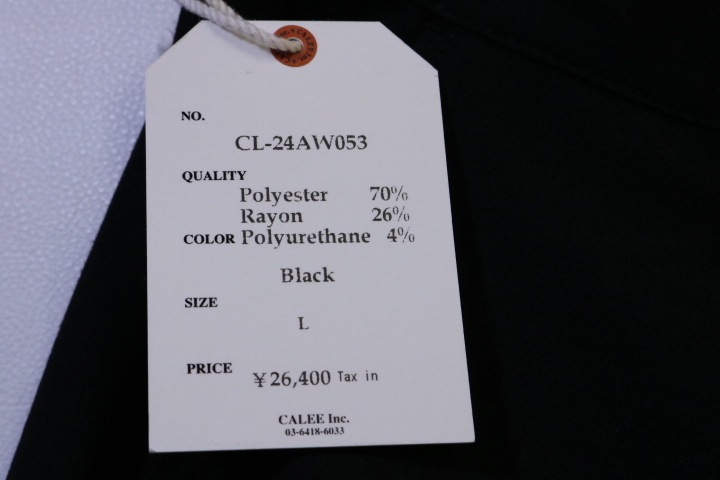 CALEE
NO.
CL-24AW053
QUALITY
Polyester 70%
Rayon 26%
COLOR Polyurethane 4%
Black
SIZE
L
PRICE
¥26,400 Tax in
CALEE Inc.
03-6418-6033